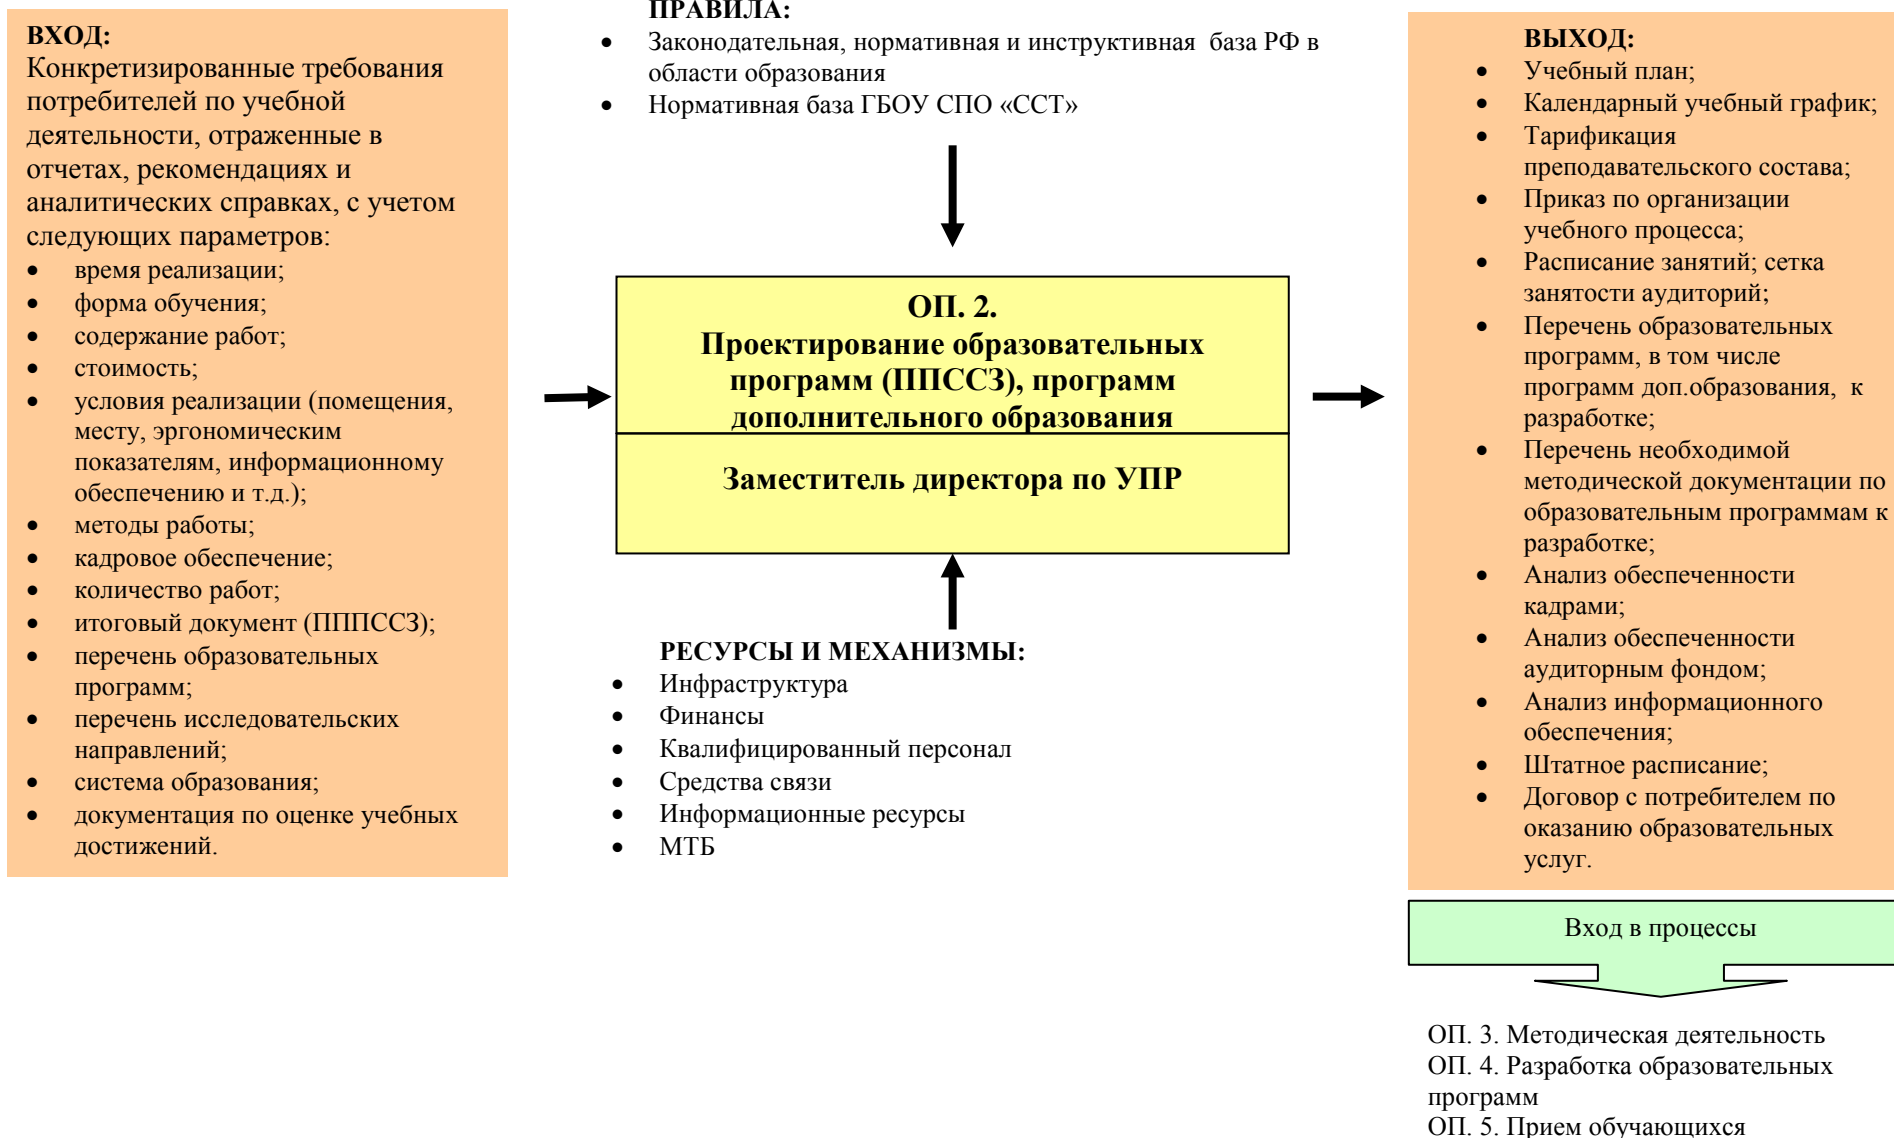 ВХОД:
Конкретизированные требования
потребителей по учебной
деятельности, отраженные в
отчетах, рекомендациях и
аналитических справках, с учетом
следующих параметров:
• время реализации;
• форма обучения;
• содержание работ;
• стоимость;
• условия реализации (помещения,
месту, эргономическим
показателям, информационному
обеспечению и т.д.);
• методы работы;
• кадровое обеспечение;
• количество работ;
• итоговый документ (ПППССЗ);
• перечень образовательных
программ;
• перечень исследовательских
направлений;
• система образования;
• документация по оценке учебных
достижений.
ПРАВИЛА:
• Законодательная, нормативная и инструктивная база РФ в
области образования
• Нормативная база ГБОУ СПО «ССТ»
ОП. 2.
Проектирование образовательных
программ (ППССЗ), программ
дополнительного образования
Заместитель директора по УПР
РЕСУРСЫ И МЕХАНИЗМЫ:
• Инфраструктура
• Финансы
• Квалифицированный персонал
• Средства связи
• Информационные ресурсы
• МТБ
ВЫХОД:
• Учебный план;
• Календарный учебный график;
• Тарификация
преподавательского состава;
• Приказ по организации
учебного процесса;
• Расписание занятий; сетка
занятости аудиторий;
• Перечень образовательных
программ, в том числе
программ доп.образования, к
разработке;
• Перечень необходимой
методической документации по
образовательным программам к
разработке;
• Анализ обеспеченности
кадрами;
• Анализ обеспеченности
аудиторным фондом;
• Анализ информационного
обеспечения;
• Штатное расписание;
• Договор с потребителем по
оказанию образовательных
услуг.
Вход в процессы
ОП. 3. Методическая деятельность
ОП. 4. Разработка образовательных
программ
ОП. 5. Прием обучающихся